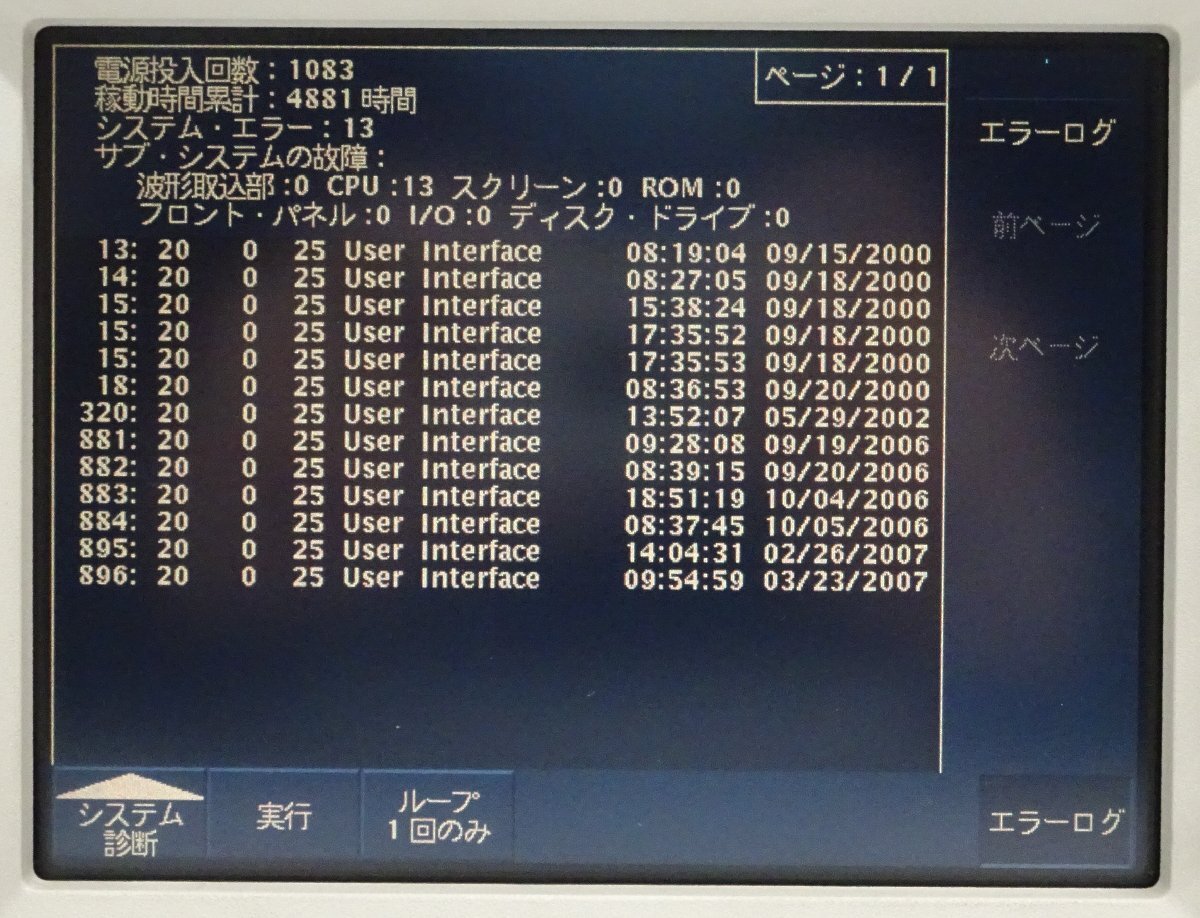 電源投入回数：1083
ページ：1/1
稼動時間累計：4881時間
システム・エラー：13
サブ・システムの故障：
波形取込部:0 CPU:13 スクリーン:0 ROM:0
フロント・パネル:0 I/O:0 ディスク・ドライブ:0
13: 20 0 25 User Interface 08:19:04 09/15/2000
14: 20 0 25 User Interface 08:27:05 09/18/2000
15: 20 0 25 User Interface 15:38:24 09/18/2000
15: 20 0 25 User Interface 17:35:52 09/18/2000
15: 20 0 25 User Interface 17:35:53 09/18/2000
18: 20 0 25 User Interface 08:36:53 09/20/2000
320: 20 0 25 User Interface 13:52:07 05/29/2002
881: 20 0 25 User Interface 09:28:08 09/19/2006
882: 20 0 25 User Interface 08:39:15 09/20/2006
883: 20 0 25 User Interface 18:51:19 10/04/2006
884: 20 0 25 User Interface 08:37:45 10/05/2006
895: 20 0 25 User Interface 14:04:31 02/26/2007
896: 20 0 25 User Interface 09:54:59 03/23/2007
エラーログ
前ページ
次ページ
システム
診断
実行
ループ
1回のみ
エラーログ